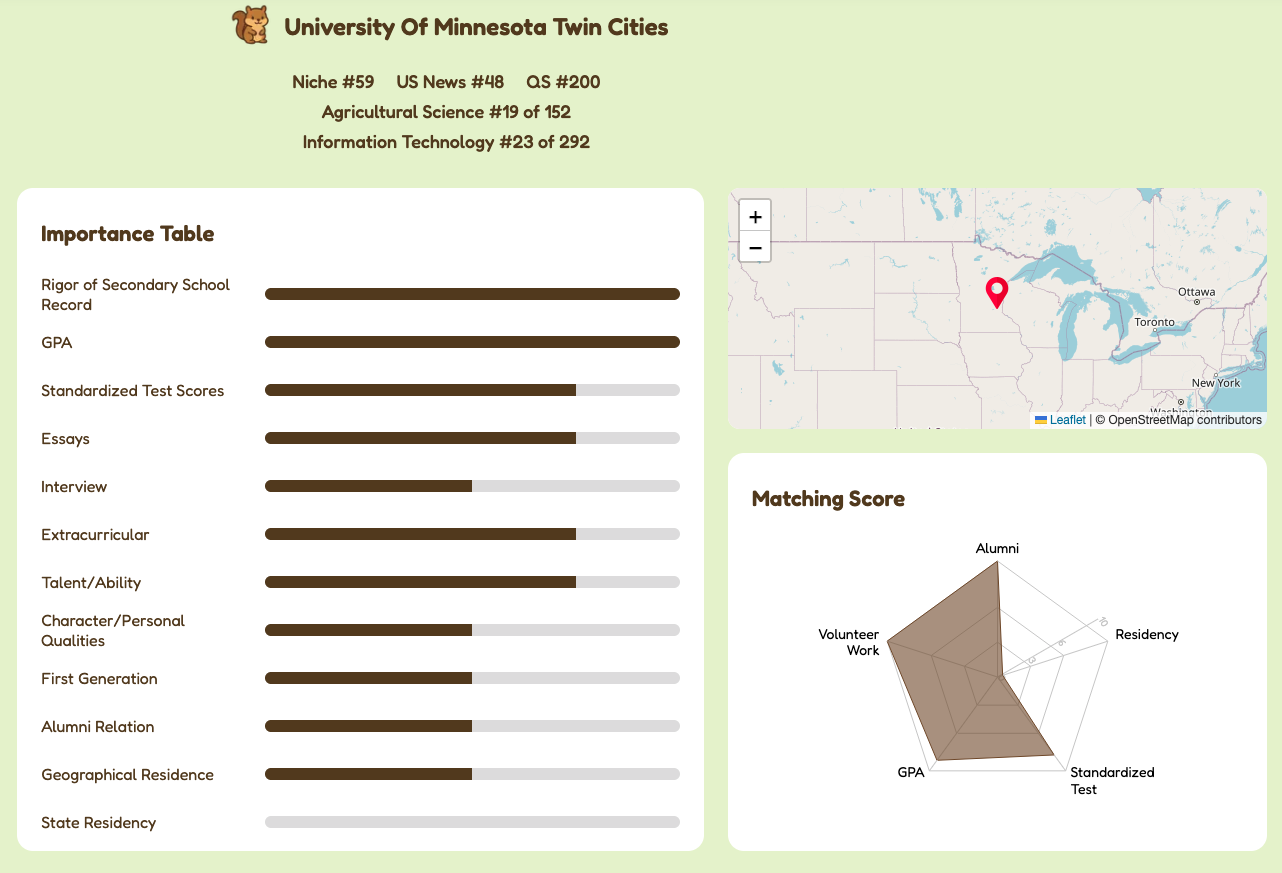 University Of Minnesota Twin Cities
Niche #59 US News #48 QS #200
Agricultural Science #19 of 152
Information Technology #23 of 292
Importance Table
Rigor of Secondary School
Record
GPA
Standardized Test Scores
Essays
Interview
Extracurricular
Talent/Ability
Character/Personal
Qualities
First Generation
Alumni Relation
Geographical Residence
State Residency
+
−
Ottawa
Toronto
New York
Washington
Leaflet | © OpenStreetMap contributors
Matching Score
Alumni
Residency
Standardized
Test
GPA
Volunteer
Work
3
6
10